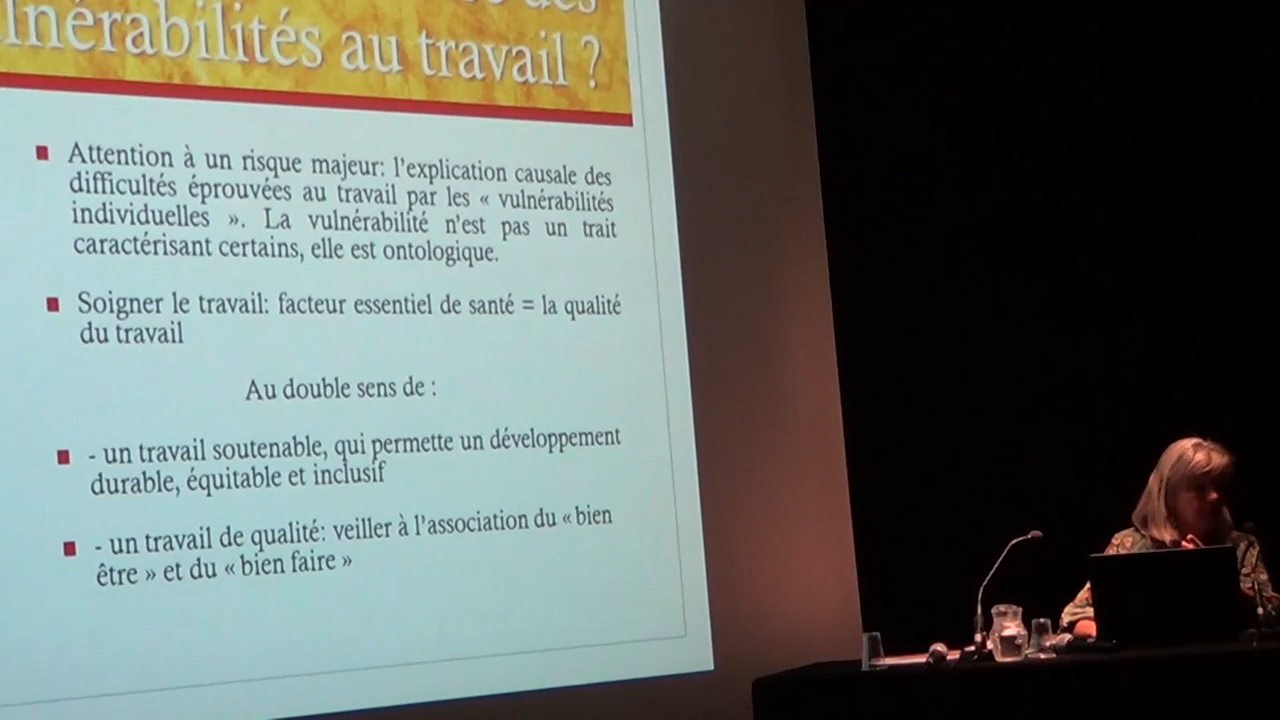 au travail ?
■ Attention à un risque majeur: l'explication causale des
difficultés éprouvées au travail par les « vulnérabilités
individuelles ». La vulnérabilité n'est pas un trait
caractérisant certains, elle est ontologique.
■ Soigner le travail: facteur essentiel de santé = la qualité
du travail
Au double sens de :
■ - un travail soutenable, qui permette un développement
durable, équitable et inclusif
■ - un travail de qualité: veiller à l'association du « bien
être » et du « bien faire »